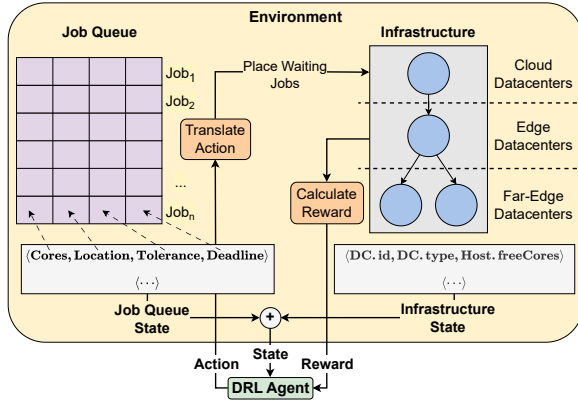 Environment
Job Queue
Infrastructure
Job1
Job2
...
Jobn
Place Waiting
Jobs
Translate
Action
Calculate
Reward
Cloud
Datacenters
Edge
Datacenters
Far-Edge
Datacenters
⟨Cores, Location, Tolerance, Deadline⟩
⟨···⟩
⟨DC. id, DC. type, Host. freeCores⟩
⟨···⟩
Job Queue
State
+
Infrastructure
State
Action
State
Reward
DRL Agent